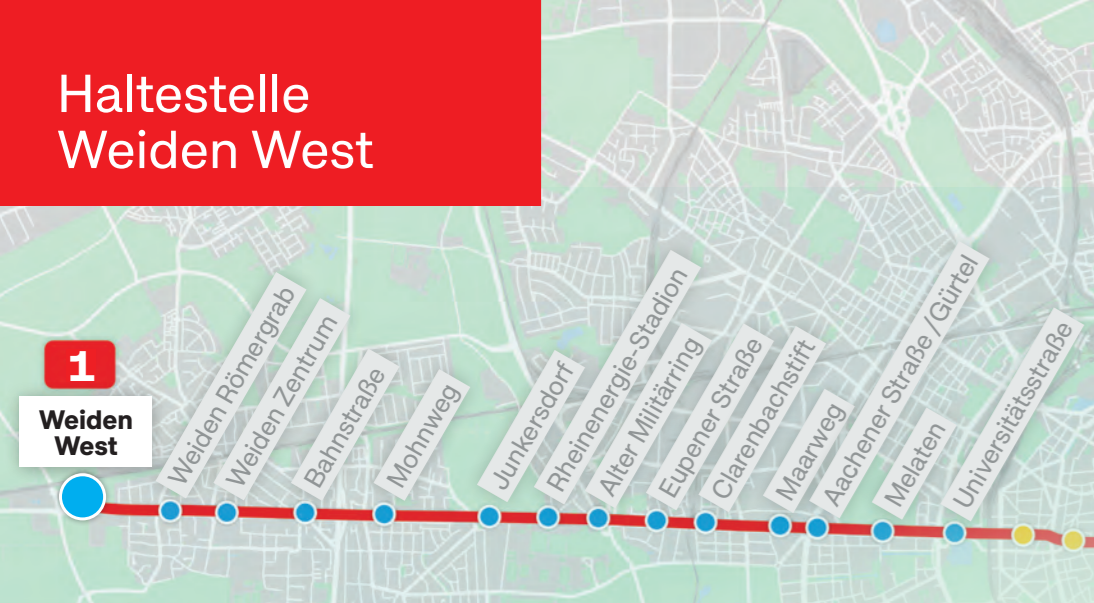 Haltestelle
Weiden West
1
Weiden
West
Weiden Römergrab
Weiden Zentrum
Bahnstraße
Mohnweg
Junkersdorf
Rheinenergie-Stadion
Alter Militärring
Eupener Straße
Clarenbachstift
Maarweg
Aachener Straße/Gürtel
Melaten
Universitätsstraße